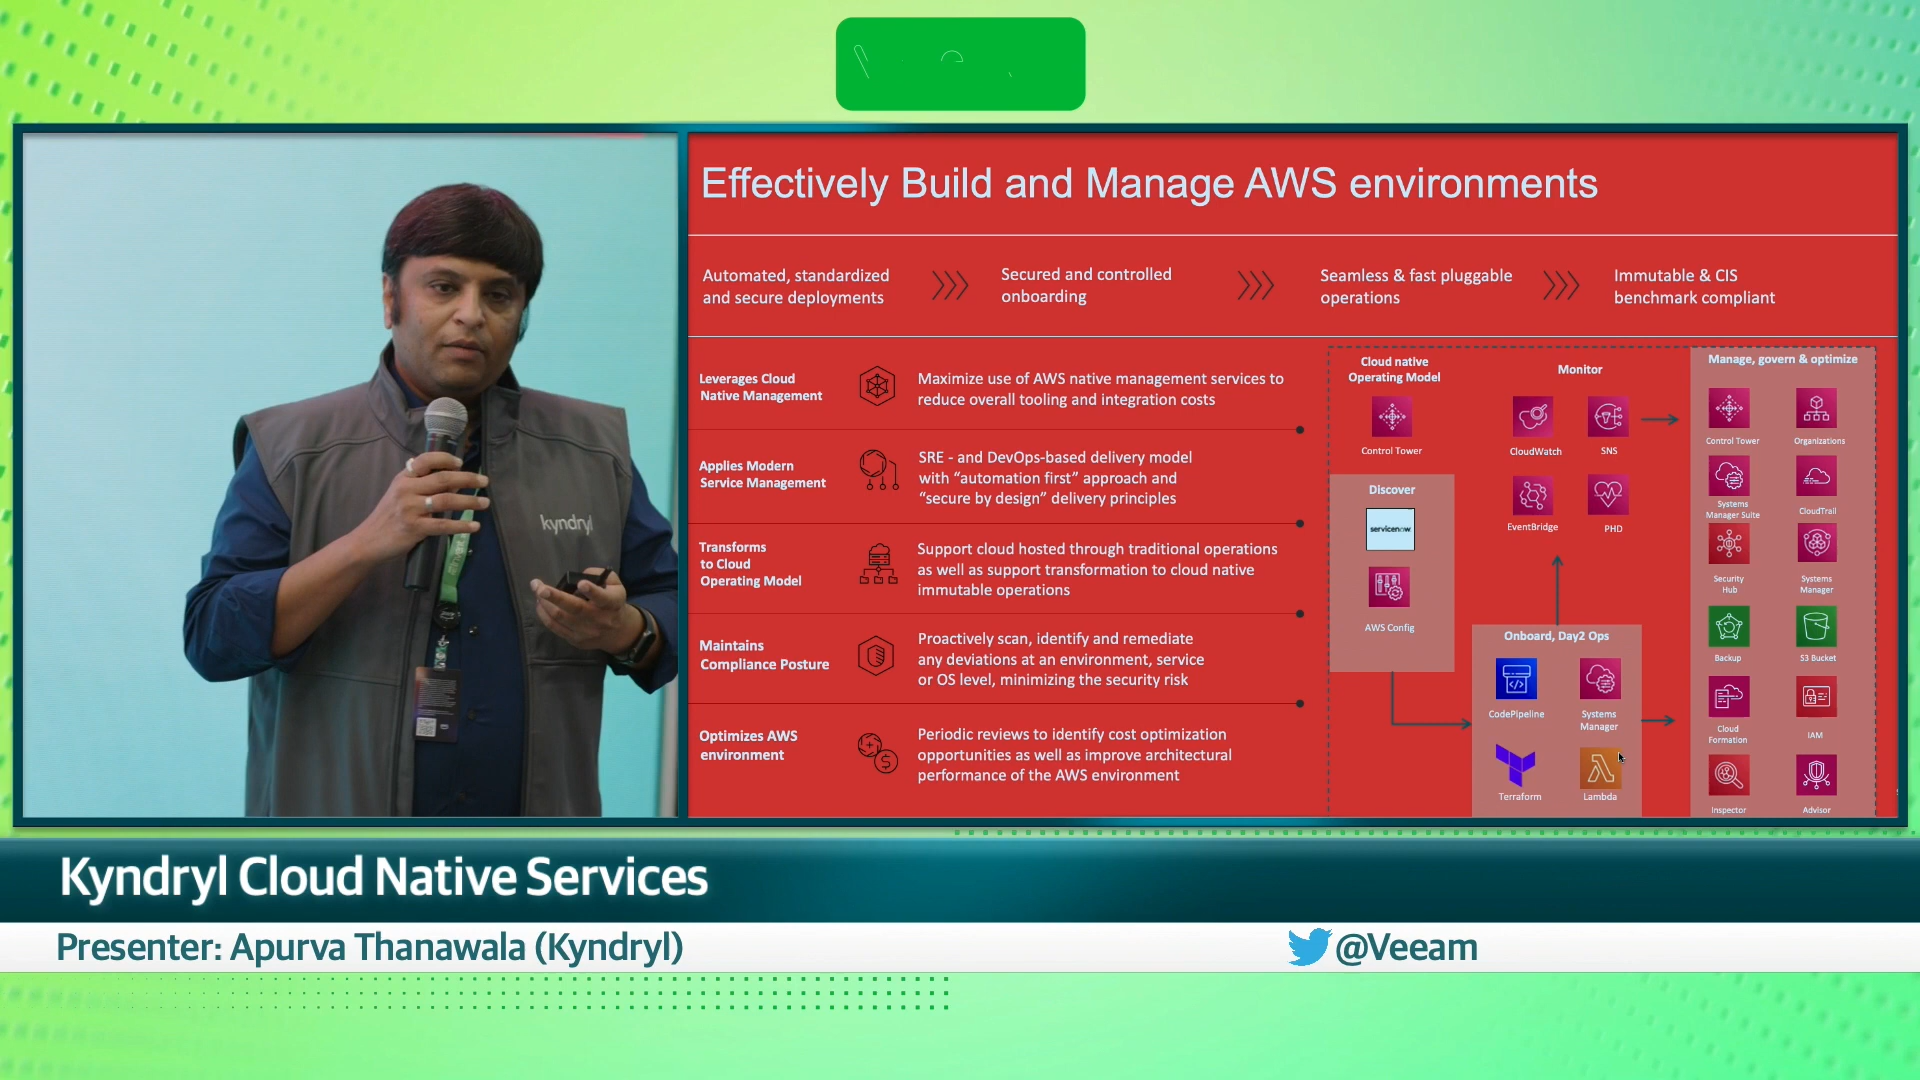 Effectively Build and Manage AWS environments
Automated, standardized
and secure deployments
Secured and controlled
onboarding
Seamless & fast pluggable
operations
Immutable & CIS
benchmark compliant
Leverages Cloud
Native Management
Maximize use of AWS native management services to
reduce overall tooling and integration costs
Applies Modern
Service Management
SRE - and DevOps-based delivery model
with “automation first” approach and
“secure by design” delivery principles
Transforms
to Cloud
Operating Model
Support cloud hosted through traditional operations
as well as support transformation to cloud native
immutable operations
Maintains
Compliance Posture
Proactively scan, identify and remediate
any deviations at an environment, service
or OS level, minimizing the security risk
Optimizes AWS
environment
Periodic reviews to identify cost optimization
opportunities as well as improve architectural
performance of the AWS environment
Cloud native
Operating Model
Control Tower
Discover
servicenow
AWS Config
Monitor
CloudWatch
SNS
EventBridge
PHD
Onboard, Day2 Ops
CodePipeline
Systems
Manager
Terraform
Lambda
Manage, govern & optimize
Control Tower
Organizations
Systems
Manager Suite
CloudTrail
Security
Hub
Systems
Manager
Backup
S3 Bucket
Cloud
Formation
IAM
Inspector
Advisor
kyndryl
Kyndryl Cloud Native Services
Presenter: Apurva Thanawala (Kyndryl)
@Veeam